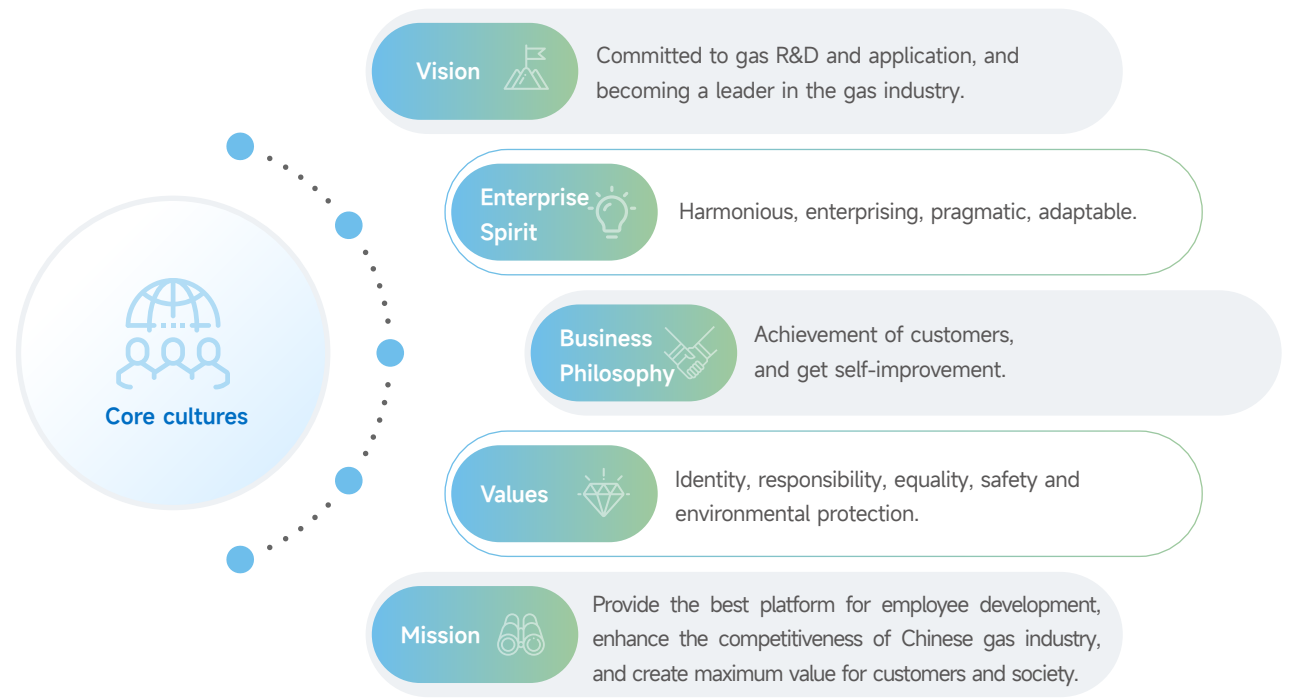 Vision
Committed to gas R&D and application, and
becoming a leader in the gas industry.
Enterprise
Spirit
Harmonious, enterprising, pragmatic, adaptable.
Business
Philosophy
Achievement of customers,
and get self-improvement.
Core cultures
Values
Identity, responsibility, equality, safety and
environmental protection.
Mission
Provide the best platform for employee development,
enhance the competitiveness of Chinese gas industry,
and create maximum value for customers and society.